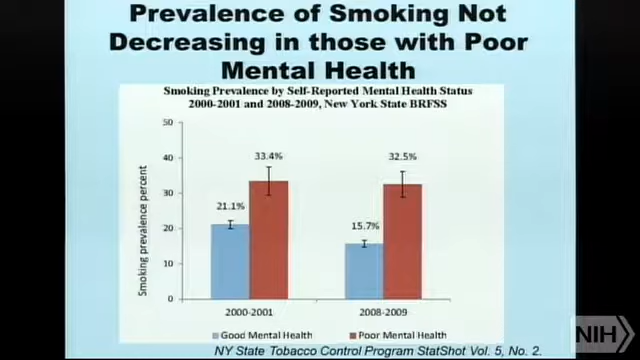 Prevalence of Smoking Not
Decreasing in those with Poor
Mental Health
Smoking Prevalence by Self-Reported Mental Health Status
2000-2001 and 2008-2009, New York State BRFSS
Smoking prevalence percent
50
40
30
20
10
0
21.1%
33.4%
15.7%
32.5%
2000-2001
2008-2009
Good Mental Health
Poor Mental Health
NY State Tobacco Control Program StatShot Vol. 5, No. 2.
NIH